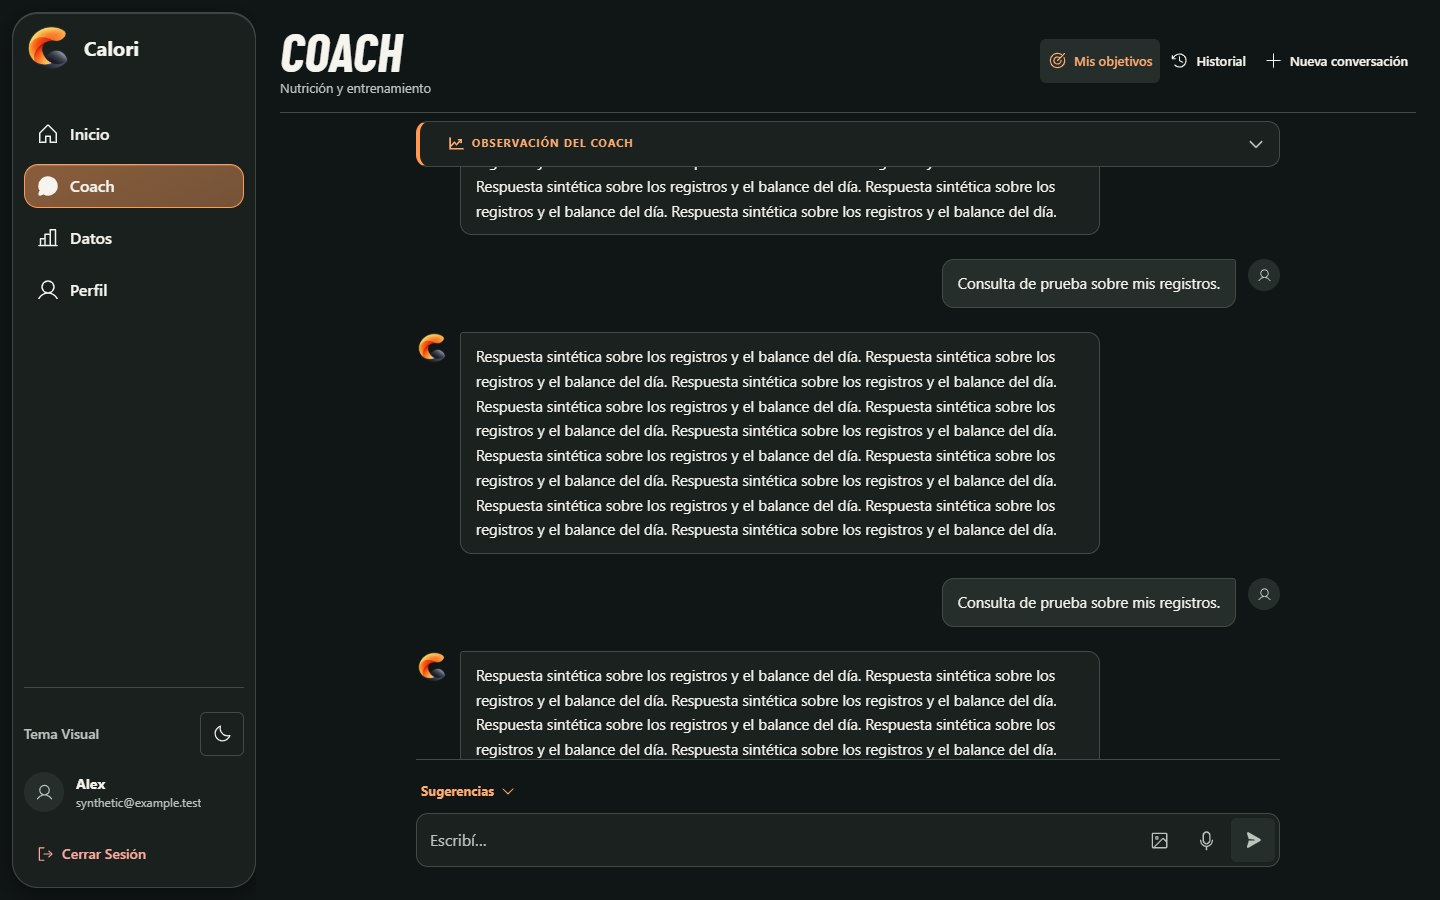 Calori
Inicio
Coach
Datos
Perfil
Tema Visual
Alex
synthetic@example.test
Cerrar Sesión
COACH
Nutrición y entrenamiento
Mis objetivos
Historial
Nueva conversación
OBSERVACIÓN DEL COACH
Respuesta sintética sobre los registros y el balance del día. Respuesta sintética sobre los
registros y el balance del día. Respuesta sintética sobre los registros y el balance del día.
Consulta de prueba sobre mis registros.
Respuesta sintética sobre los registros y el balance del día. Respuesta sintética sobre los
registros y el balance del día. Respuesta sintética sobre los registros y el balance del día.
Respuesta sintética sobre los registros y el balance del día. Respuesta sintética sobre los
registros y el balance del día. Respuesta sintética sobre los registros y el balance del día.
Respuesta sintética sobre los registros y el balance del día. Respuesta sintética sobre los
registros y el balance del día. Respuesta sintética sobre los registros y el balance del día.
Respuesta sintética sobre los registros y el balance del día. Respuesta sintética sobre los
registros y el balance del día. Respuesta sintética sobre los registros y el balance del día.
Consulta de prueba sobre mis registros.
Respuesta sintética sobre los registros y el balance del día. Respuesta sintética sobre los
registros y el balance del día. Respuesta sintética sobre los registros y el balance del día.
Respuesta sintética sobre los registros y el balance del día. Respuesta sintética sobre los
registros y el balance del día. Respuesta sintética sobre los registros y el balance del día.
Sugerencias
Escribí...